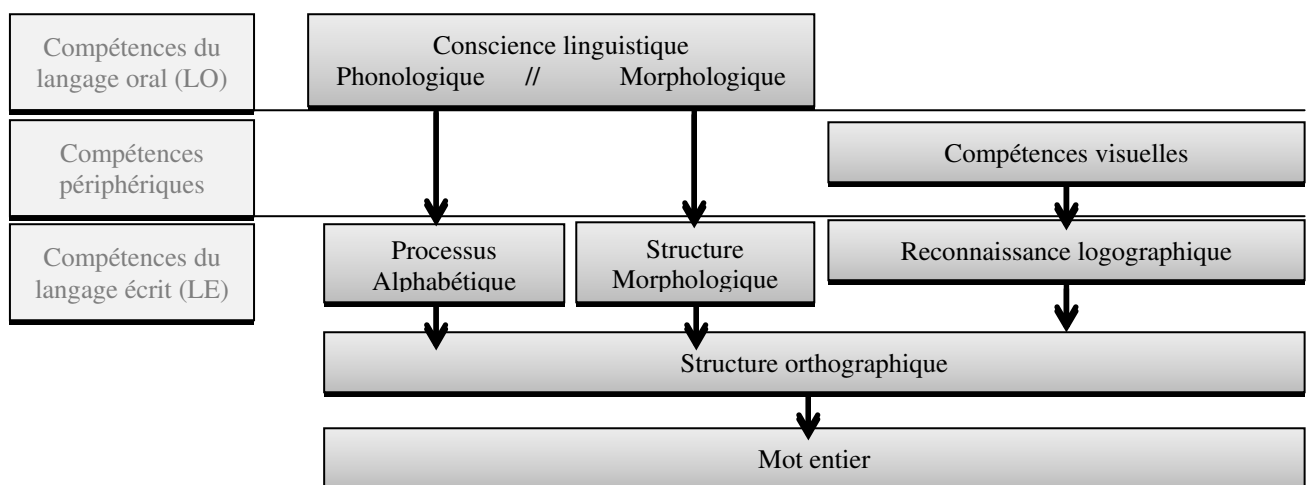 Compétences du
langage oral (LO)
Conscience linguistique
Phonologique // Morphologique
Compétences
périphériques
Compétences visuelles
Compétences du
langage écrit (LE)
Processus
Alphabétique
Structure
Morphologique
Reconnaissance logographique
Structure orthographique
Mot entier